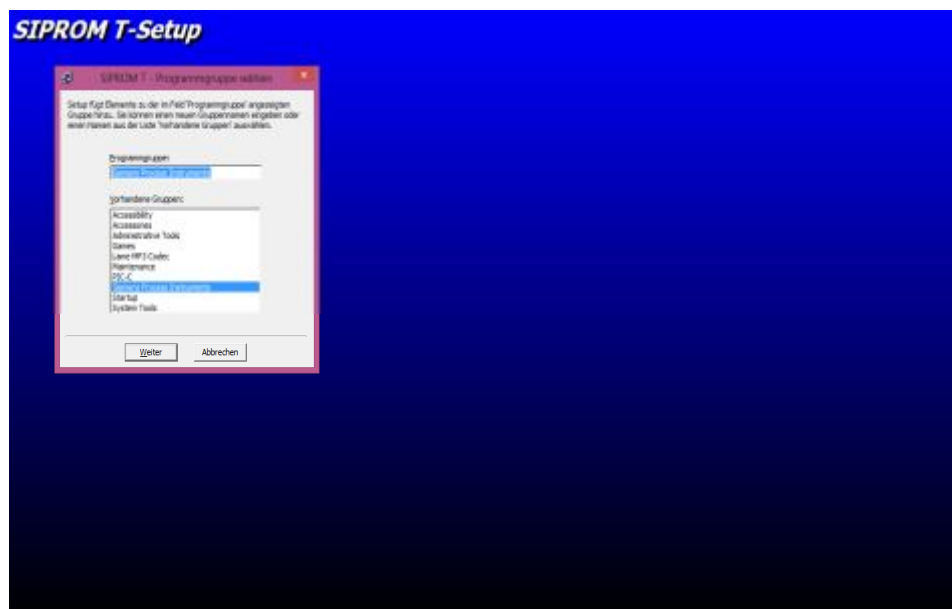 SIPROM T-Setup
SIPROM T - Programmgruppe wählen
Setup fügt Elemente zu der im Feld 'Programmgruppe' angezeigten
Gruppe hinzu. Sie können einen neuen Gruppennamen eingeben oder
einen Namen aus der Liste 'Vorhandene Gruppen' auswählen.
Programmgruppe:
Siemens Process Instruments
Vorhandene Gruppen:
Accessibility
Accessories
Administrative Tools
Games
Lame MP3 Codec
Maintenance
PIC-C
Siemens Process Instruments
Startup
System Tools
Weiter
Abbrechen